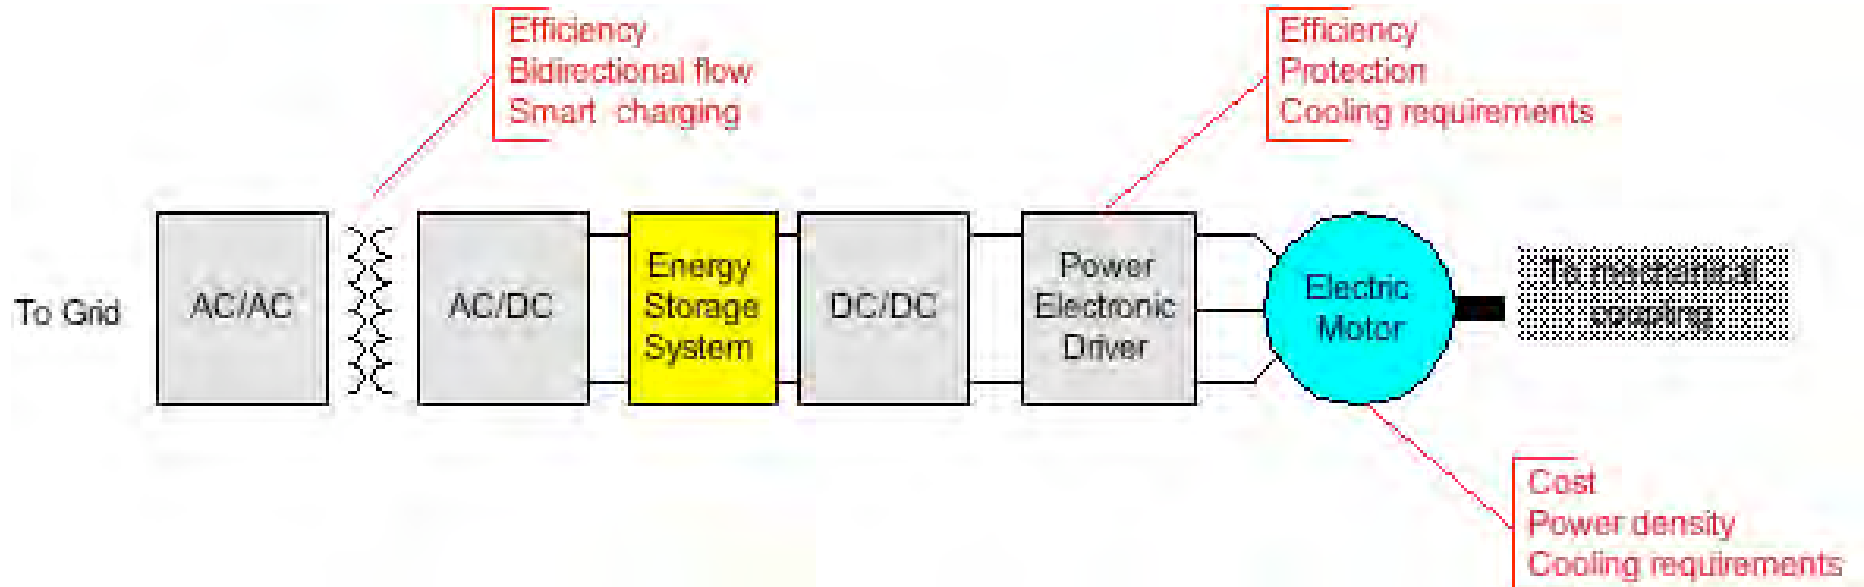 Efficiency
Bidirectional flow
Smart charging
Efficiency
Protection
Cooling requirements
To Grid
AC/AC
AC/DC
Energy
Storage
System
DC/DC
Power
Electronic
Driver
Electric
Motor
To mechanical
coupling
Cost
Power density
Cooling requirements